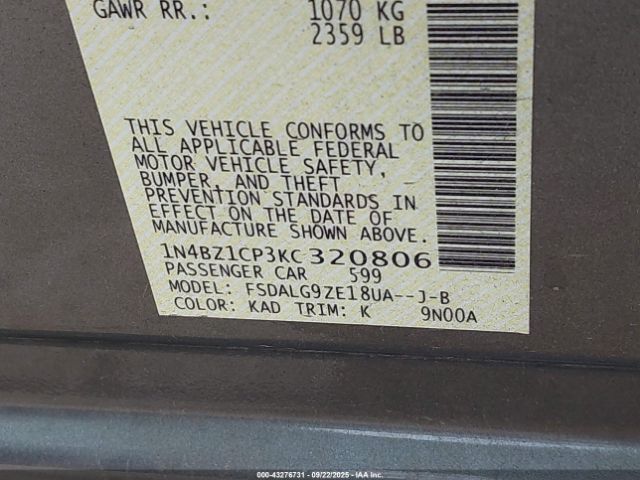 GAWR RR.: 1070 KG
2359 LB
THIS VEHICLE CONFORMS TO
ALL APPLICABLE FEDERAL
MOTOR VEHICLE SAFETY,
BUMPER, AND THEFT
PREVENTION STANDARDS IN
EFFECT ON THE DATE OF
MANUFACTURE SHOWN ABOVE.
1N4BZ1CP3KC320806
PASSENGER CAR 599
MODEL: FSDALG9ZE18UA--J-B
COLOR: KAD TRIM: K 9N00A
000-43276731 - 09/22/2025 - © IAA Inc.